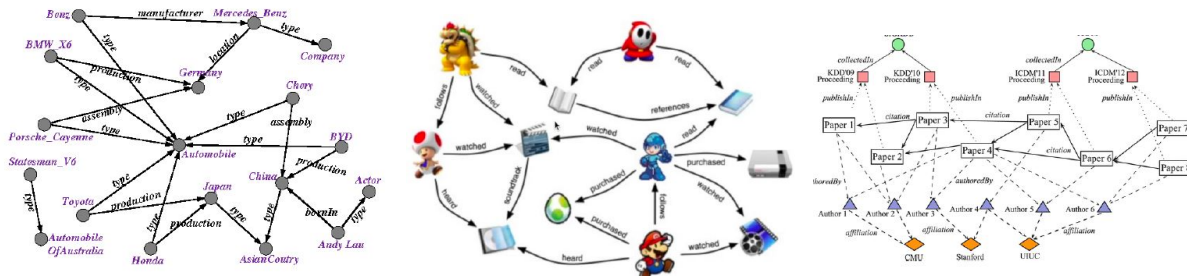 Benz
manufacturer
Mercedes_Benz
type
Company
BMW_X6
type
location
production
Germany
type
Chery
assembly
type
assembly
Porsche_Cayenne
type
type
BYD
Automobile
production
Statesman_V6
type
China
Actor
type
Japan
production
type
bornIn
type
Toyota
type
production
Automobile
OfAustralia
Honda
AsianCoutry
Andy Lau
read
read
read
follows
watched
references
watched
read
watched
purchased
soundtrack
purchased
watched
heard
purchased
follows
heard
watched
collectedIn
collectedIn
KDD'09
Proceeding
KDD'10
Proceeding
ICDM'11
Proceeding
ICDM'12
Proceeding
publishIn
publishIn
publishIn
publishIn
Paper 1
citation
Paper 3
citation
Paper 5
Paper 7
Paper 2
Paper 4
Paper 6
Paper
authoredBy
Author 1
Author 2
Author 3
Author 4
Author 5
Author 6
affiliation
affiliation
affiliation
CMU
Stanford
UIUC